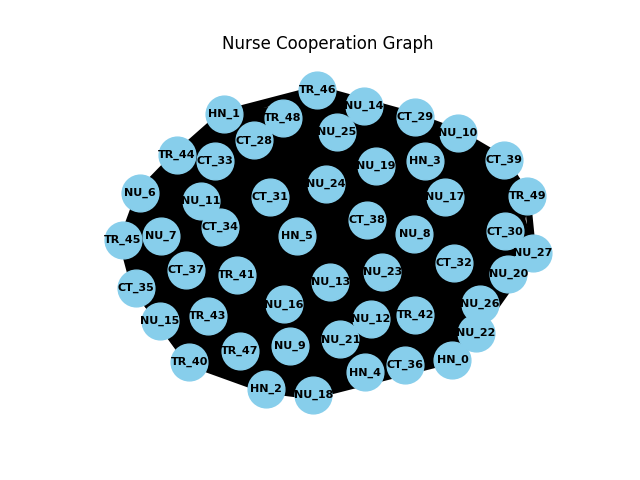 Nurse Cooperation Graph
TR_46
NU_14
HN_1
TR_48
CT_29
NU_25
NU_10
CT_28
TR_44
CT_33
CT_39
HN_3
NU_19
NU_24
NU_6
TR_49
CT_31
NU_17
NU_11
CT_38
CT_34
CT_30
NU_8
HN_5
NU_7
TR_45
NU_27
CT_32
CT_37
NU_23
NU_20
TR_41
NU_13
CT_35
NU_16
NU_26
TR_42
TR_43
NU_12
NU_15
NU_22
NU_21
NU_9
TR_47
HN_0
TR_40
CT_36
HN_4
HN_2
NU_18